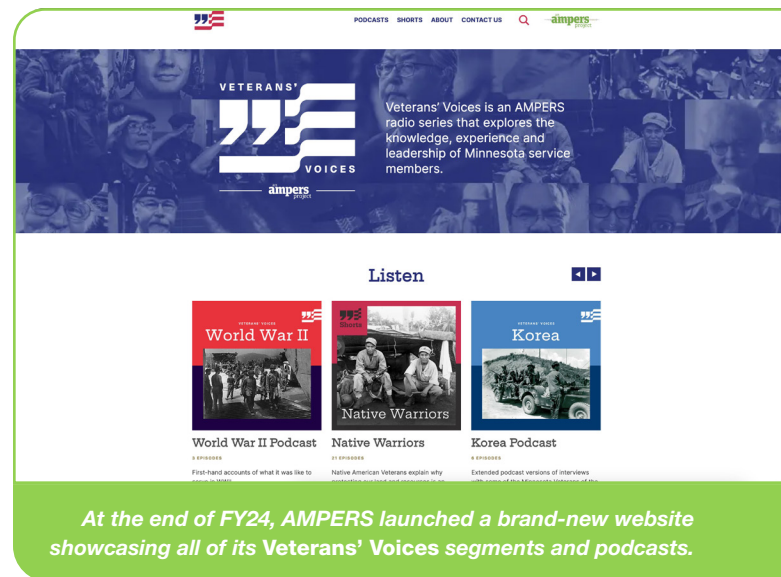 PODCASTS SHORTS ABOUT CONTACT US
ampers
project
VETERANS'
VOICES
ampers
project
Veterans' Voices is an AMPERS
radio series that explores the
knowledge, experience and
leadership of Minnesota service
members.
Listen
VETERANS' VOICES
World War II
Shorts
Native Warriors
VETERANS' VOICES
Korea
World War II Podcast
Native Warriors
Korea Podcast
EPISODES
21 EPISODES
EPISODES
First-hand accounts of what it was like to
Native American Veterans explain why
Extended podcast versions of interviews
At the end of FY24, AMPERS launched a brand-new website
showcasing all of its Veterans' Voices segments and podcasts.